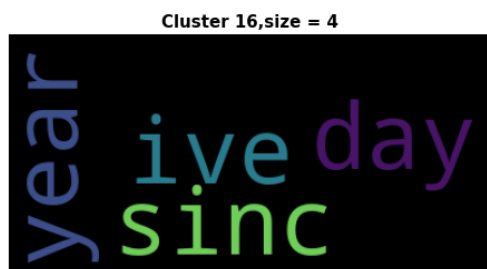 Cluster 16,size = 4
year
ive
day
sinc